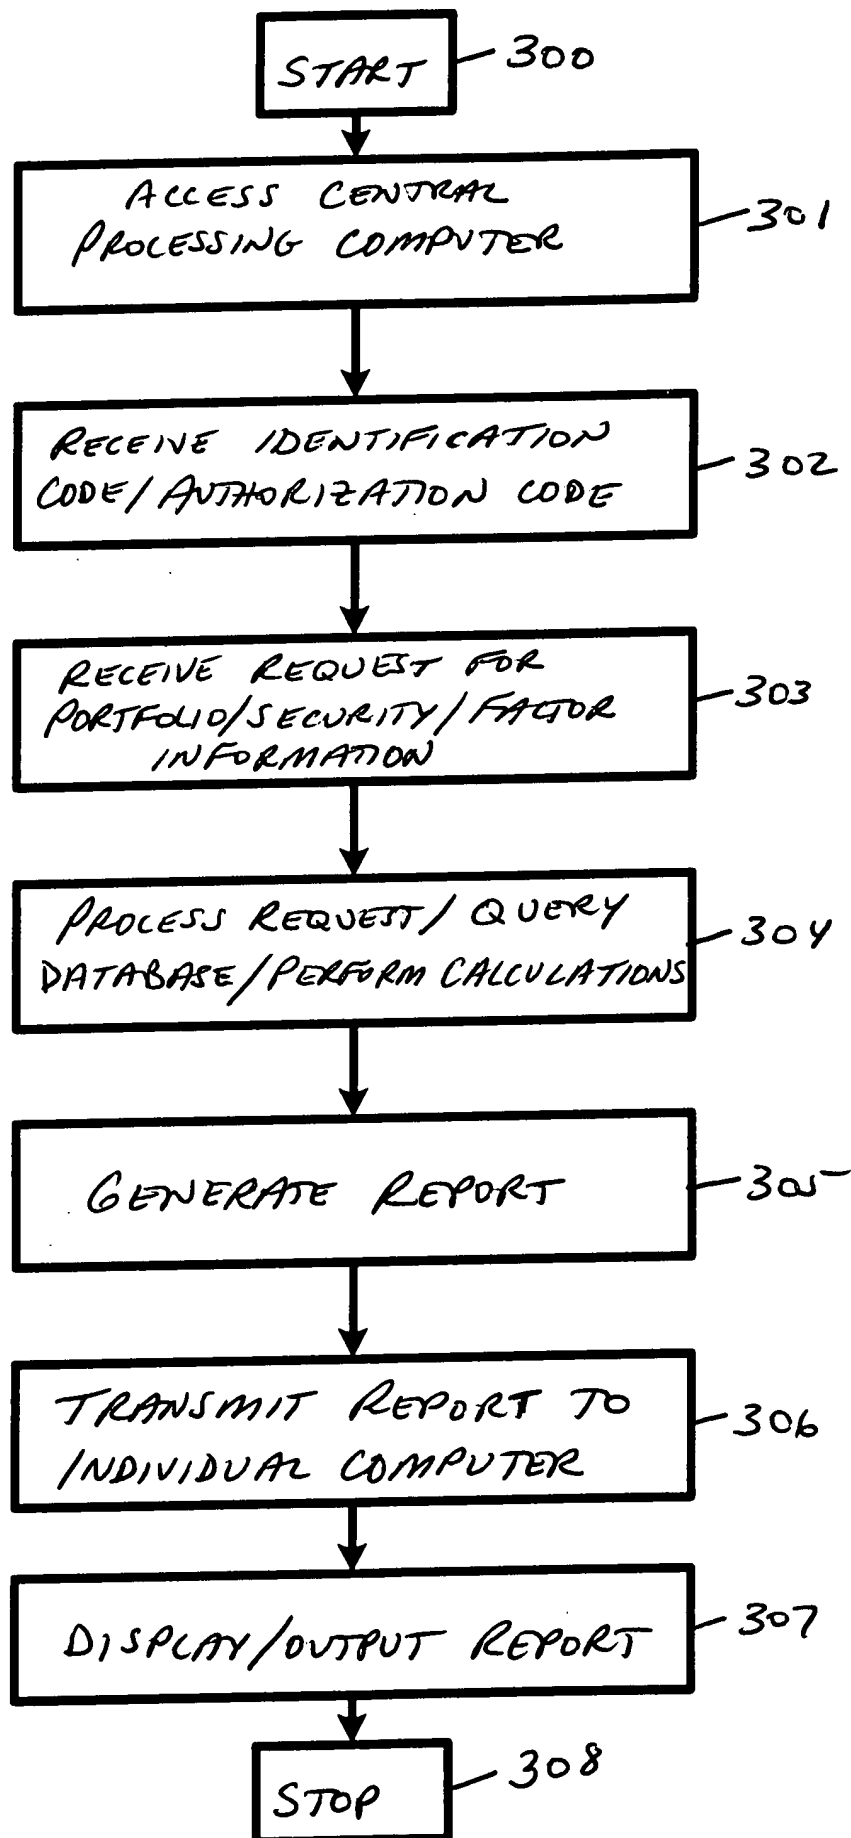 START
300
ACCESS CENTRAL
PROCESSING COMPUTER
301
RECEIVE IDENTIFICATION
CODE/AUTHORIZATION CODE
302
RECEIVE REQUEST FOR
PORTFOLIO/SECURITY/FACTOR
INFORMATION
303
PROCESS REQUEST/QUERY
DATABASE/PERFORM CALCULATIONS
304
GENERATE REPORT
305
TRANSMIT REPORT TO
INDIVIDUAL COMPUTER
306
DISPLAY/OUTPUT REPORT
307
STOP
308